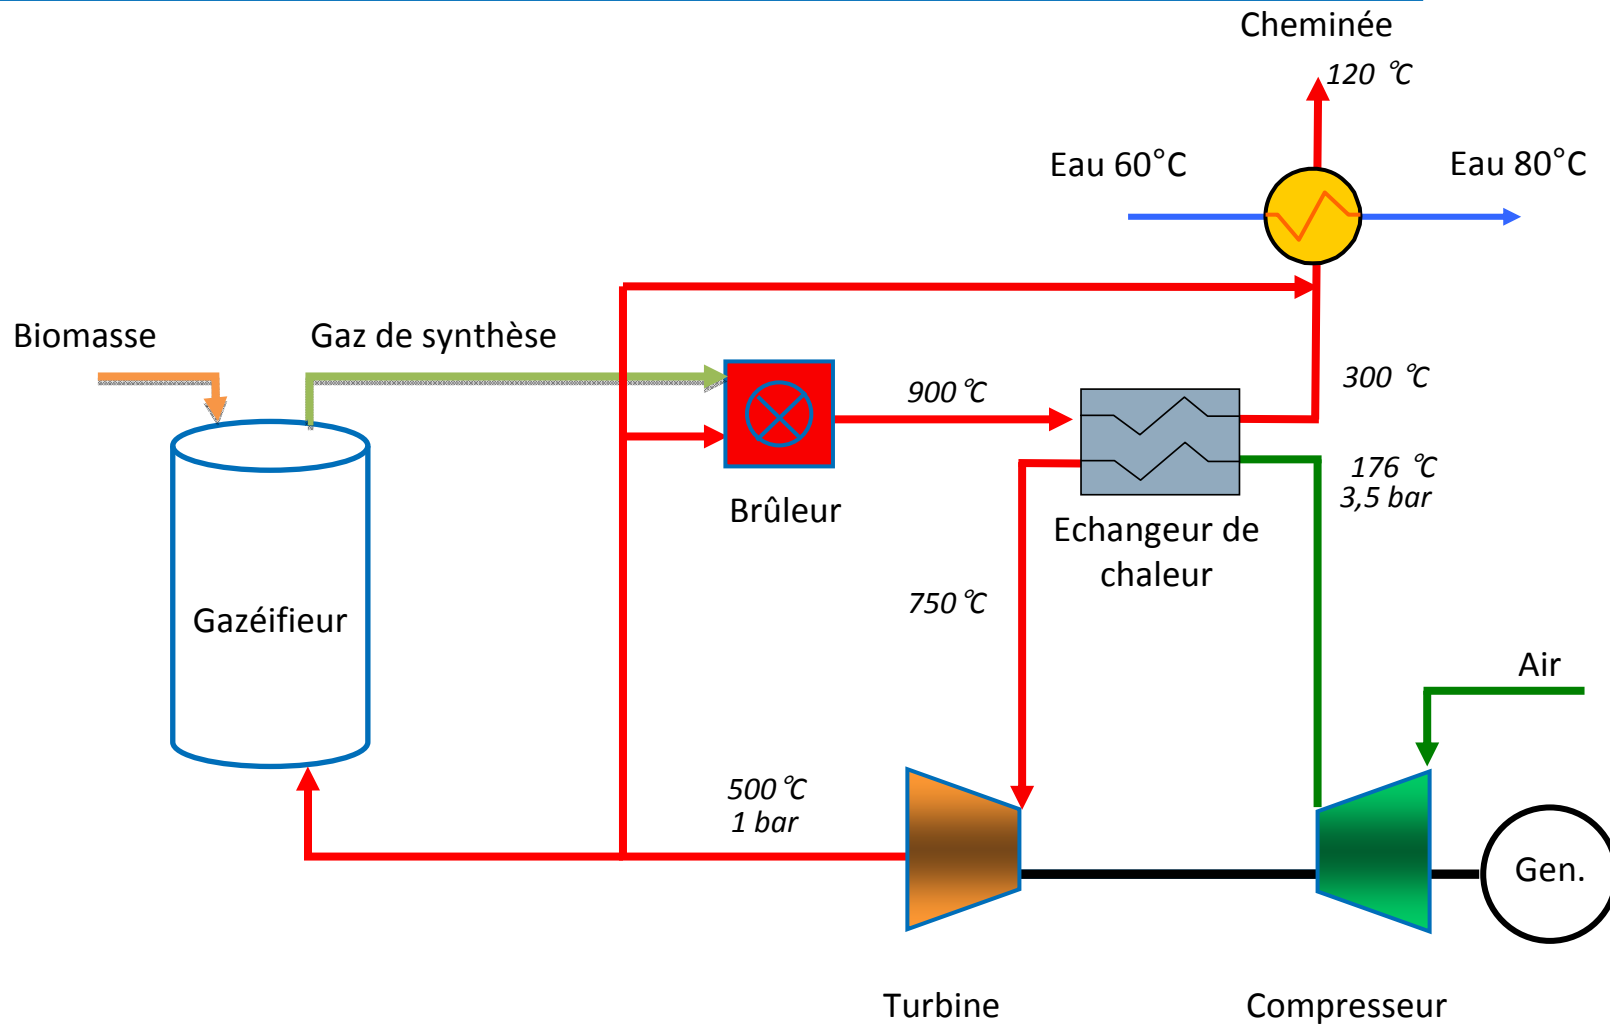 Cheminée
120 °C
Eau 60°C
Eau 80°C
Biomasse
Gaz de synthèse
900 °C
300 °C
176 °C
3,5 bar
Brûleur
Echangeur de
chaleur
750 °C
Gazéifieur
Air
500 °C
1 bar
Gen.
Turbine
Compresseur